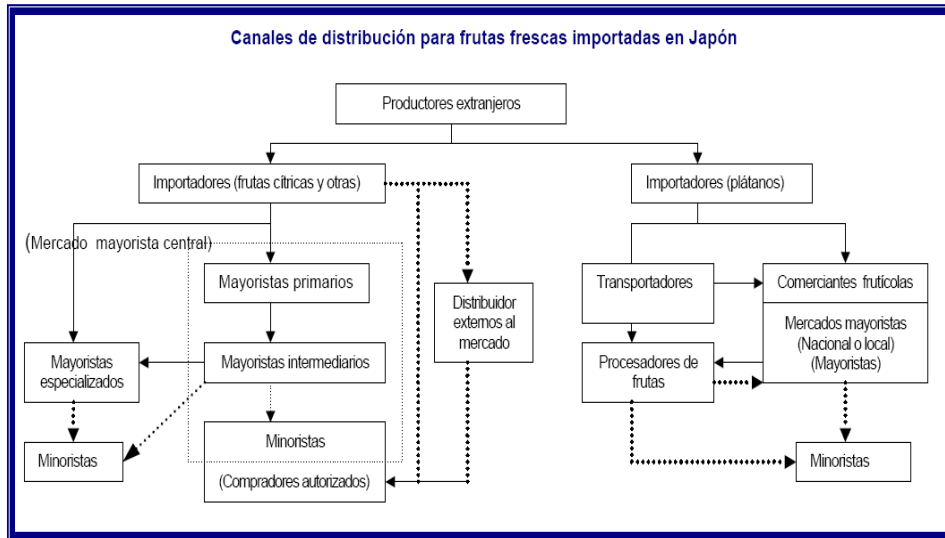 Canales de distribución para frutas frescas importadas en Japón
Productores extranjeros
Importadores (frutas cítricas y otras)
Importadores (plátanos)
(Mercado mayorista central)
Mayoristas primarios
Distribuidor
externos al
mercado
Transportadores
Comerciantes frutícolas
Mercados mayoristas
(Nacional o local)
(Mayoristas)
Mayoristas
especializados
Mayoristas intermediarios
Procesadores de
frutas
Minoristas
Minoristas
(Compradores autorizados)
Minoristas